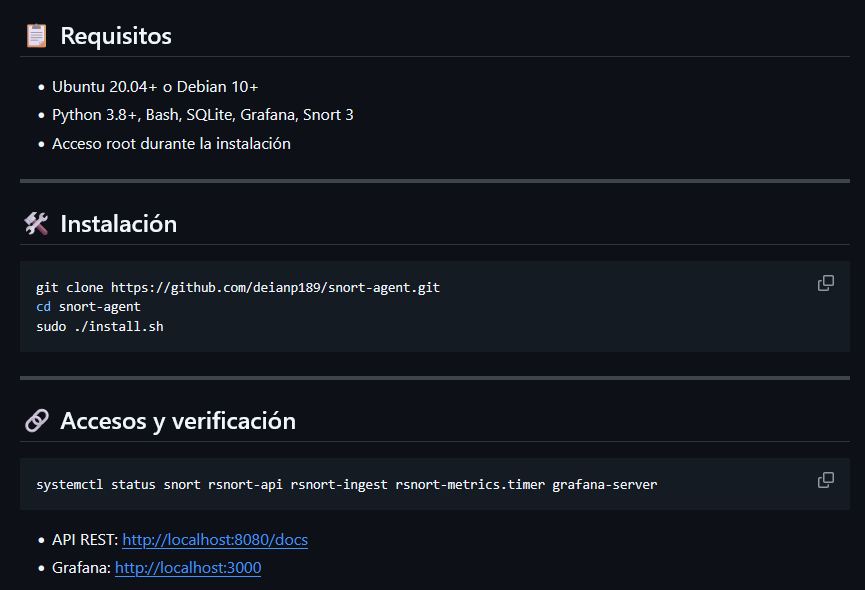 📋 Requisitos
• Ubuntu 20.04+ o Debian 10+
• Python 3.8+, Bash, SQLite, Grafana, Snort 3
• Acceso root durante la instalación
🛠 Instalación
git clone https://github.com/deianp189/snort-agent.git
cd snort-agent
sudo ./install.sh
🔗 Accesos y verificación
systemctl status snort rsnort-api rsnort-ingest rsnort-metrics.timer grafana-server
• API REST: http://localhost:8080/docs
• Grafana: http://localhost:3000